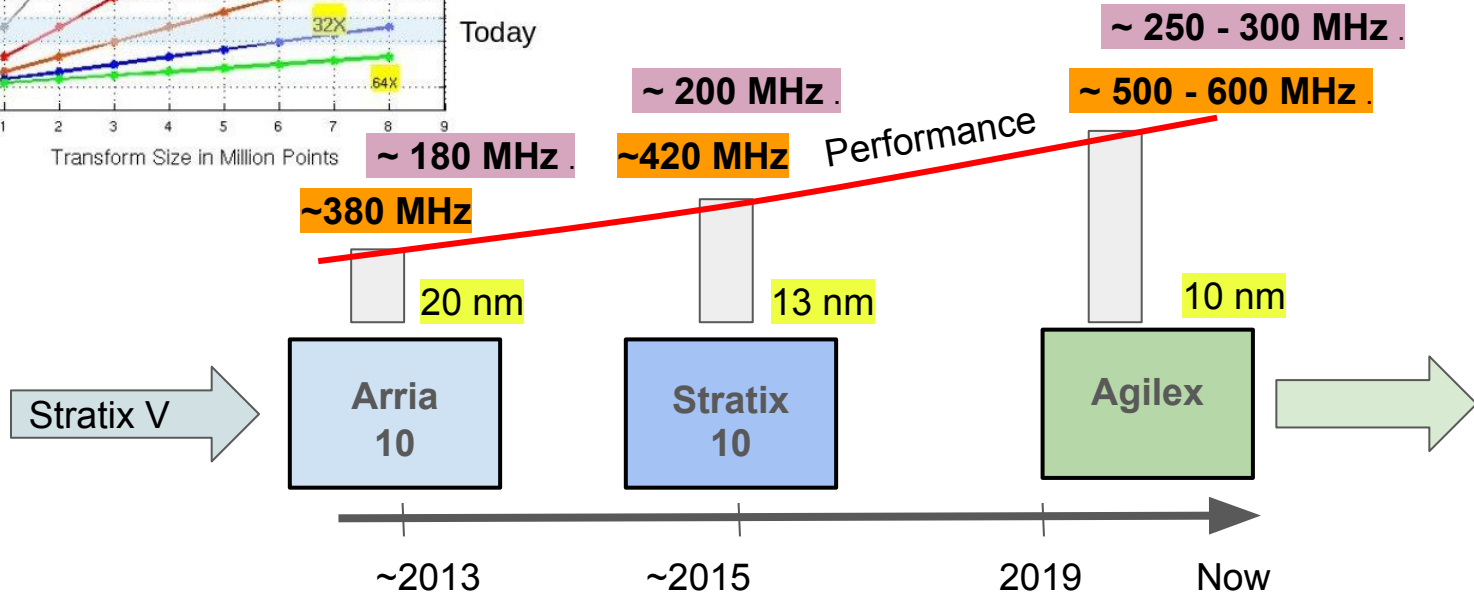 32X
64X
Today
1 2 3 4 5 6 7 8 9
Transform Size in Million Points
~ 250 - 300 MHz .
~ 500 - 600 MHz .
~ 200 MHz .
~420 MHz
Performance
~ 180 MHz .
~380 MHz
20 nm
13 nm
10 nm
Stratix V
Arria
10
Stratix
10
Agilex
~2013
~2015
2019
Now